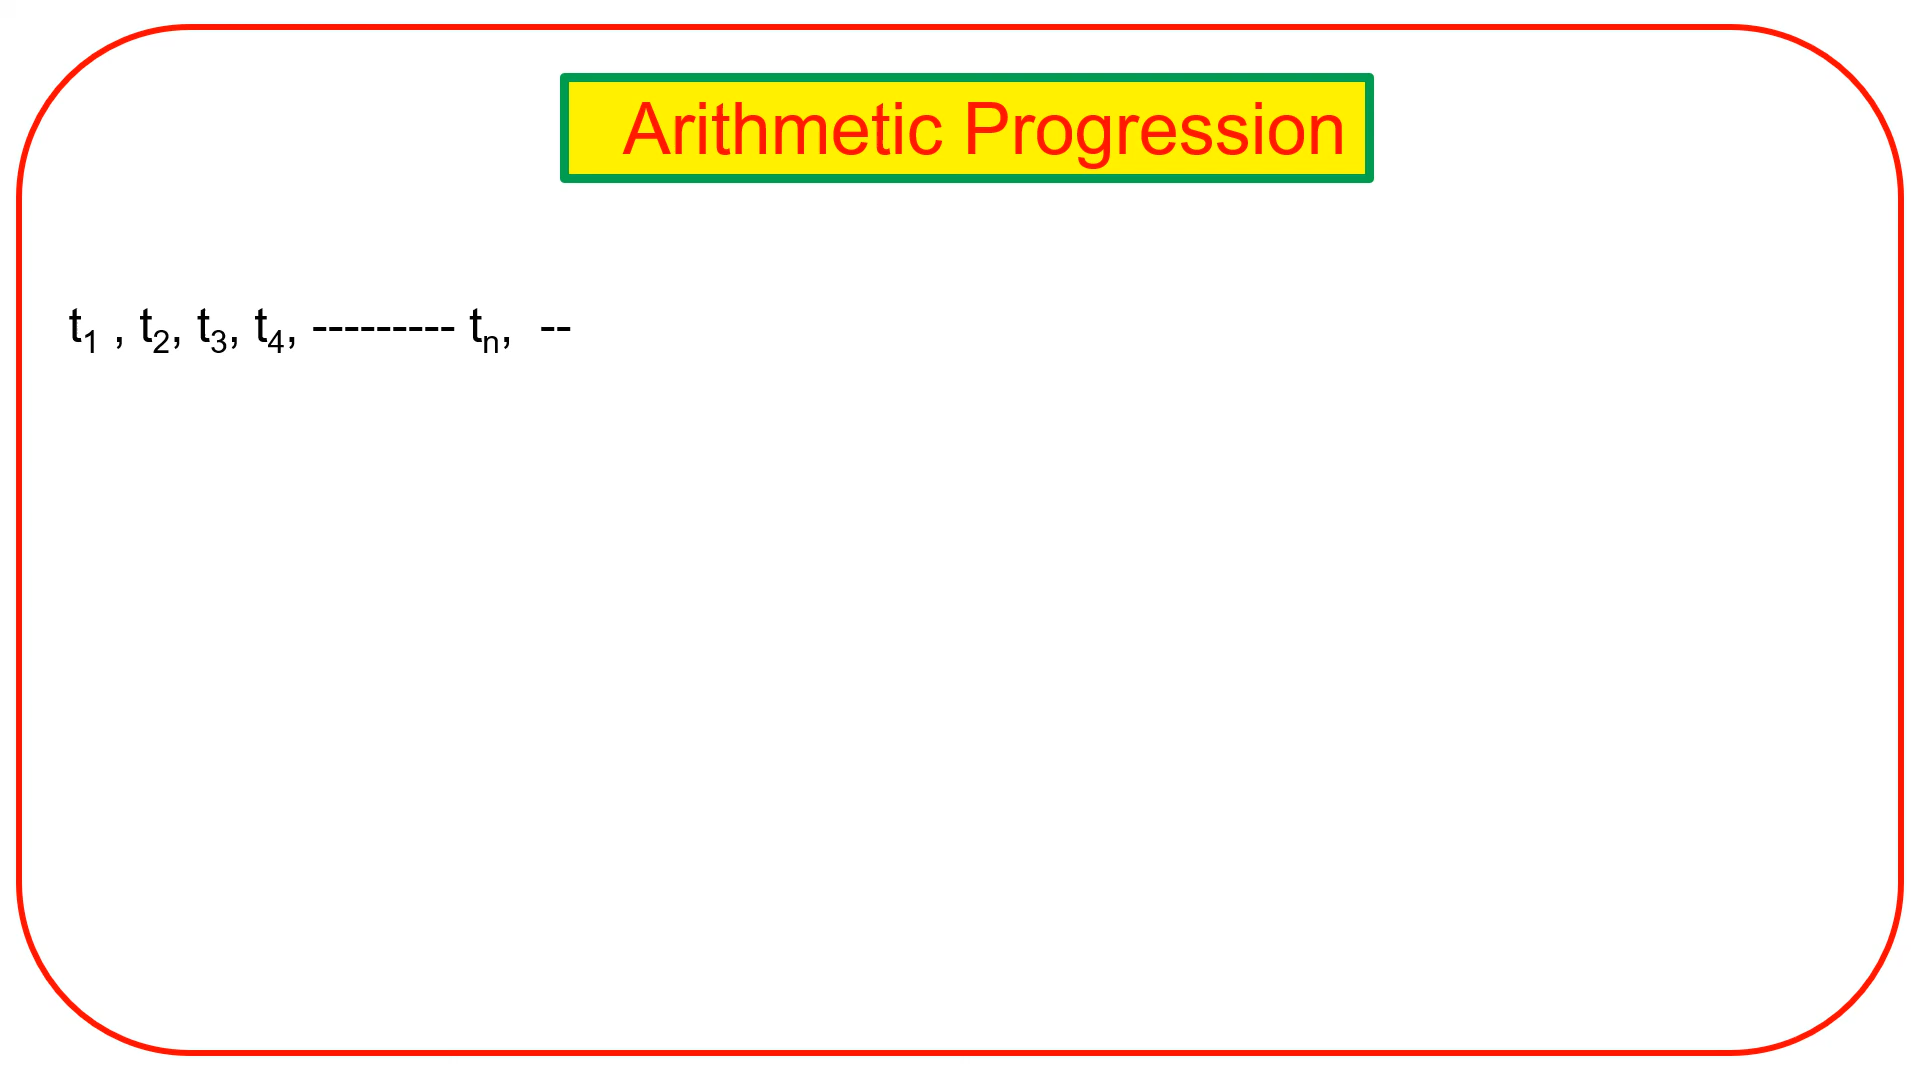 Arithmetic Progression
t₁ , t₂, t₃, t₄, --------- tₙ, --